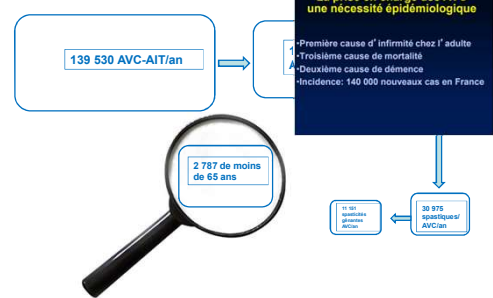 une nécessité épidémiologique
139 530 AVC-AIT/an
•Première cause d'infirmité chez l'adulte
•Troisième cause de mortalité
•Deuxième cause de démence
•Incidence: 140 000 nouveaux cas en France
2 787 de moins
de 65 ans
11 151
spasticités
gênantes
AVC/an
30 975
spastiques/
AVC/an